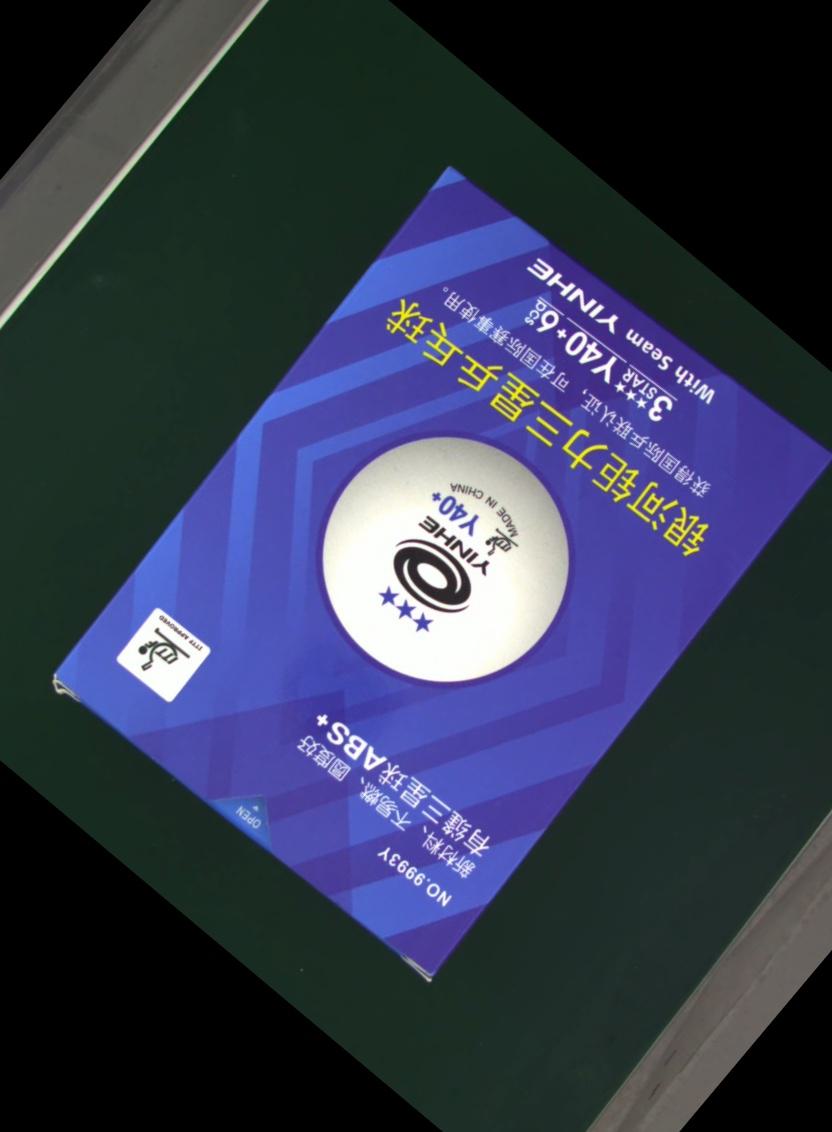 NO.9993Y
OPEN
新材料、不易燃、圆度好
有缝三星球ABS+
ITTF APPROVED
★★★
YINHE
Y40+
MADE IN CHINA
银河钜力三星乒乓球
获得国际乒联认证，可在国际赛事使用。
3★★★STAR Y40+ 6
With Seam YINHE